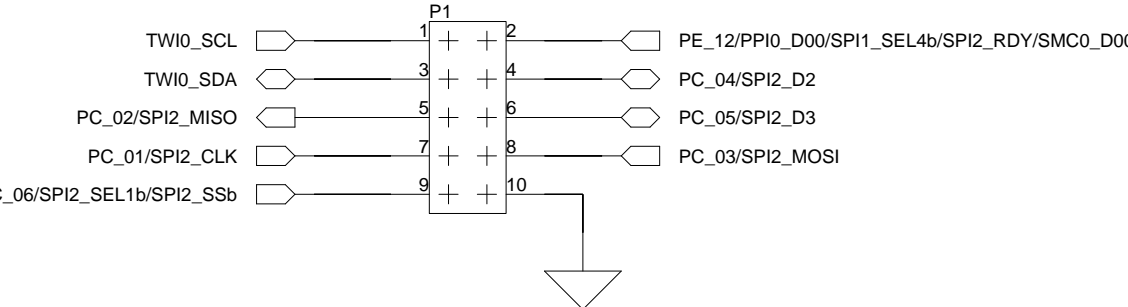 P1
TWI0_SCL 1 2 PE_12/PPI0_D00/SPI1_SEL4b/SPI2_RDY/SMC0_D00
TWI0_SDA 3 4 PC_04/SPI2_D2
PC_02/SPI2_MISO 5 6 PC_05/SPI2_D3
PC_01/SPI2_CLK 7 8 PC_03/SPI2_MOSI
C_06/SPI2_SEL1b/SPI2_SSb 9 10